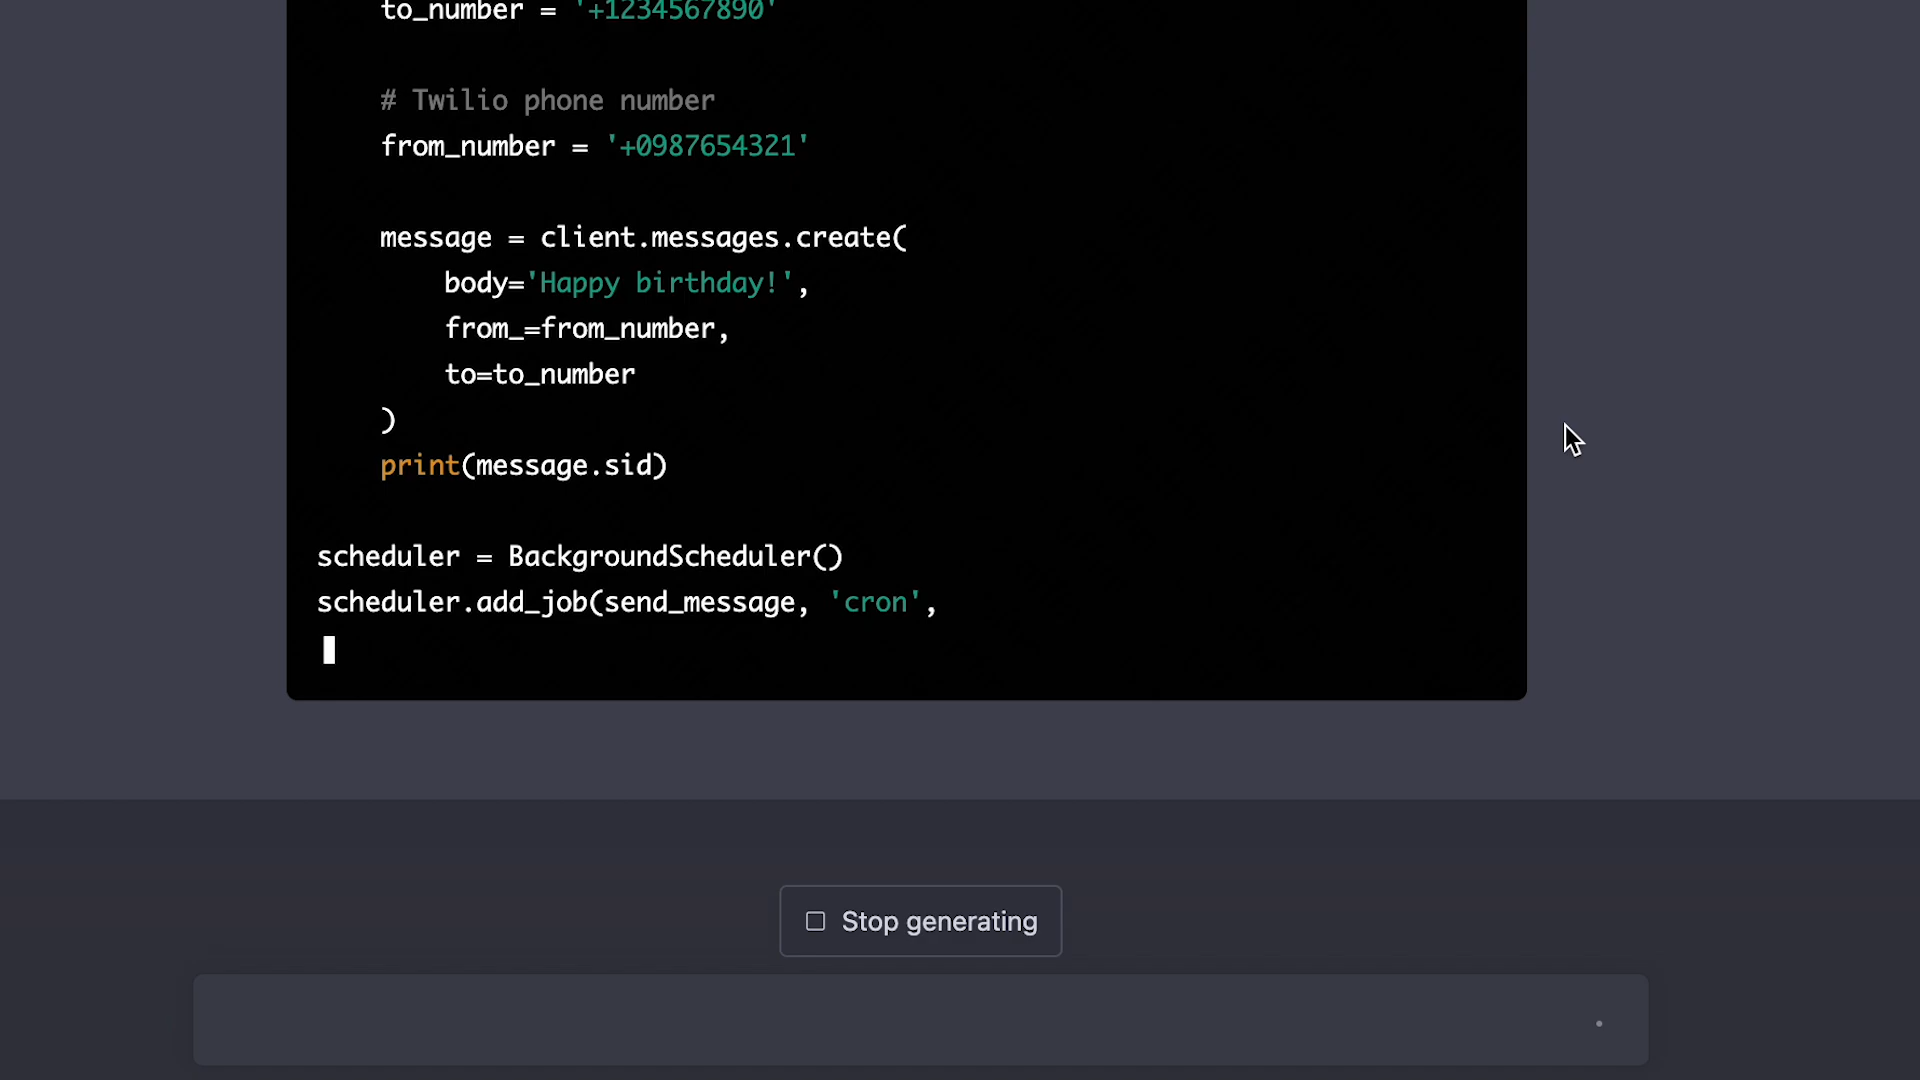 to_number = '+1234567890'
# Twilio phone number
from_number = '+0987654321'
message = client.messages.create(
body='Happy birthday!',
from_=from_number,
to=to_number
)
print(message.sid)
scheduler = BackgroundScheduler()
scheduler.add_job(send_message, 'cron',
Stop generating